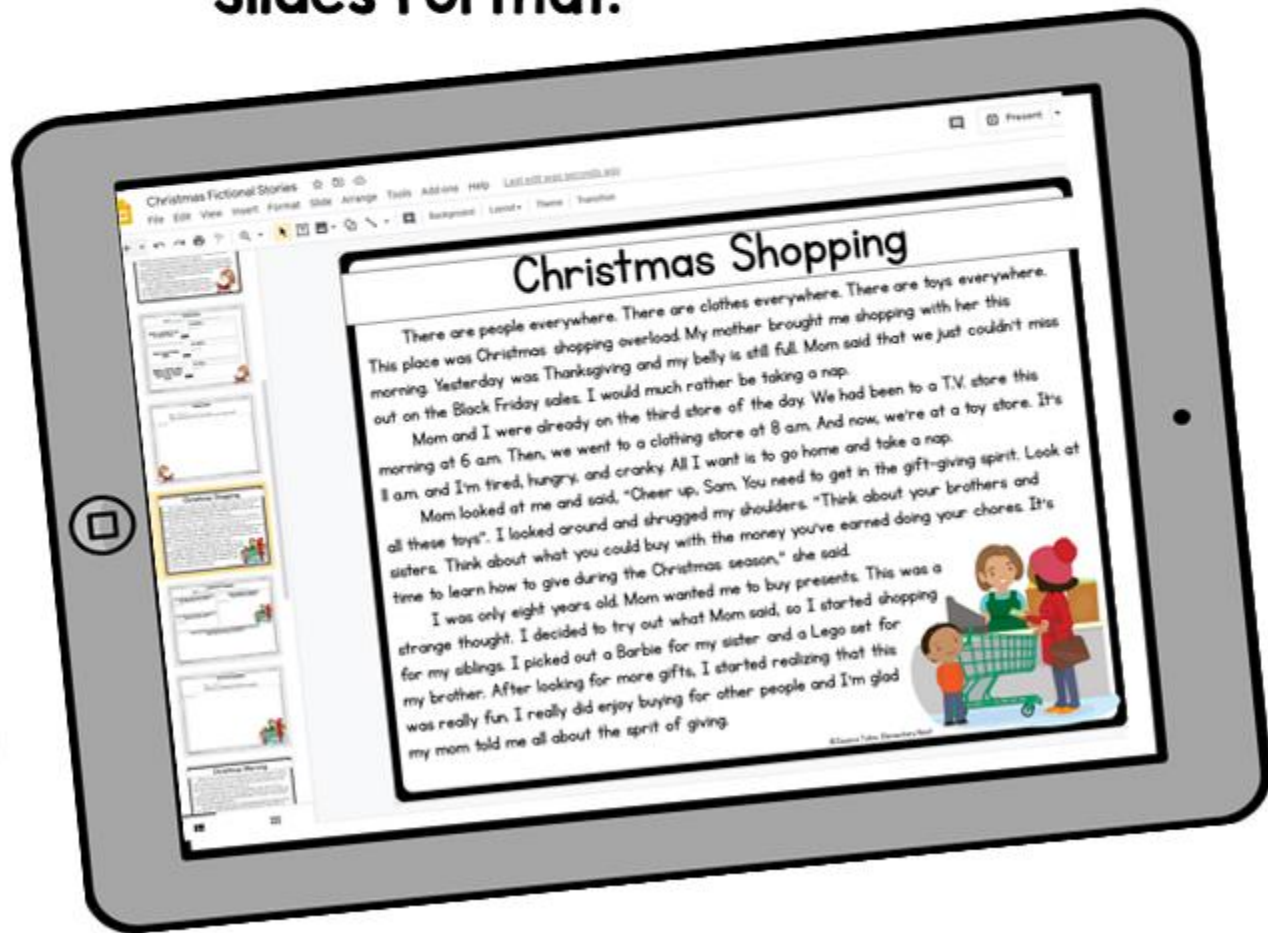 Slides Format.
Christmas Fictional Stories
File Edit View Insert Format Slide Arrange Tools Add-ons Help Last edit was seconds ago
Present
Background Layout Theme Transition
Christmas Shopping
There are people everywhere. There are clothes everywhere. There are toys everywhere.
This place was Christmas shopping overload. My mother brought me shopping with her this
morning. Yesterday was Thanksgiving and my belly is still full. Mom said that we just couldn't miss
out on the Black Friday sales. I would much rather be taking a nap.
Mom and I were already on the third store of the day. We had been to a T.V. store this
morning at 6 a.m. Then, we went to a clothing store at 8 a.m. And now, we're at a toy store. It's
11 a.m. and I'm tired, hungry, and cranky. All I want is to go home and take a nap.
Mom looked at me and said, "Cheer up, Sam. You need to get in the gift-giving spirit. Look at
all these toys". I looked around and shrugged my shoulders. "Think about your brothers and
sisters. Think about what you could buy with the money you've earned doing your chores. It's
time to learn how to give during the Christmas season," she said.
I was only eight years old. Mom wanted me to buy presents. This was a
strange thought. I decided to try out what Mom said, so I started shopping
for my siblings. I picked out a Barbie for my sister and a Lego set for
my brother. After looking for more gifts, I started realizing that this
was really fun. I really did enjoy buying for other people and I'm glad
my mom told me all about the sprit of giving.
Christmas Shopping
Christmas Morning